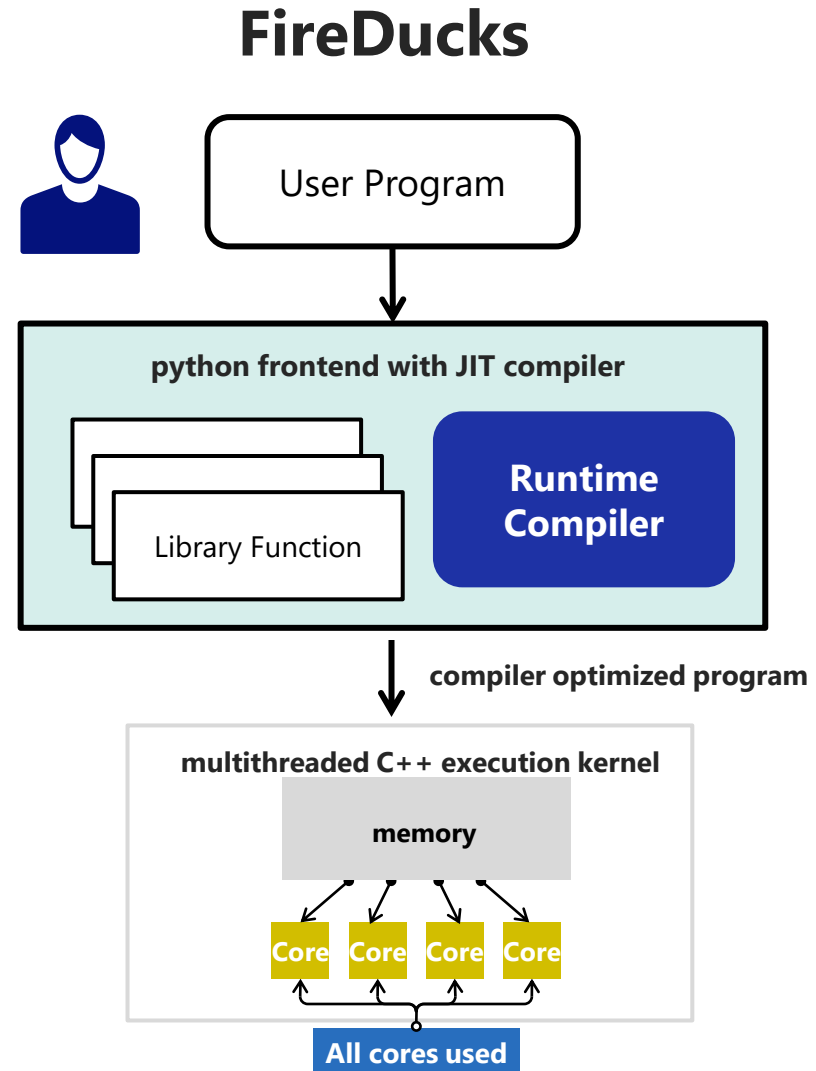 FireDucks
User Program
python frontend with JIT compiler
Library Function
Runtime
Compiler
compiler optimized program
multithreaded C++ execution kernel
memory
Core Core Core Core
All cores used